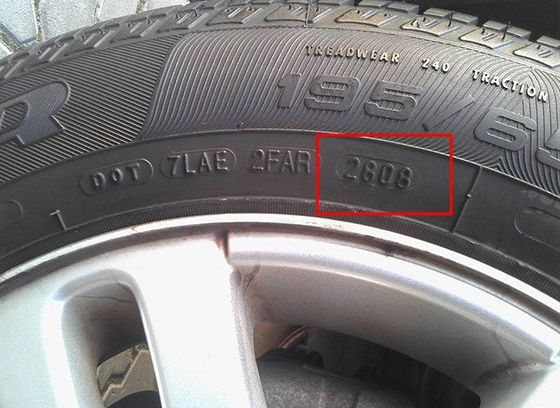 TREADWEAR 240 TRACTION
195/65
DOT 7LAE 2FAR 2808